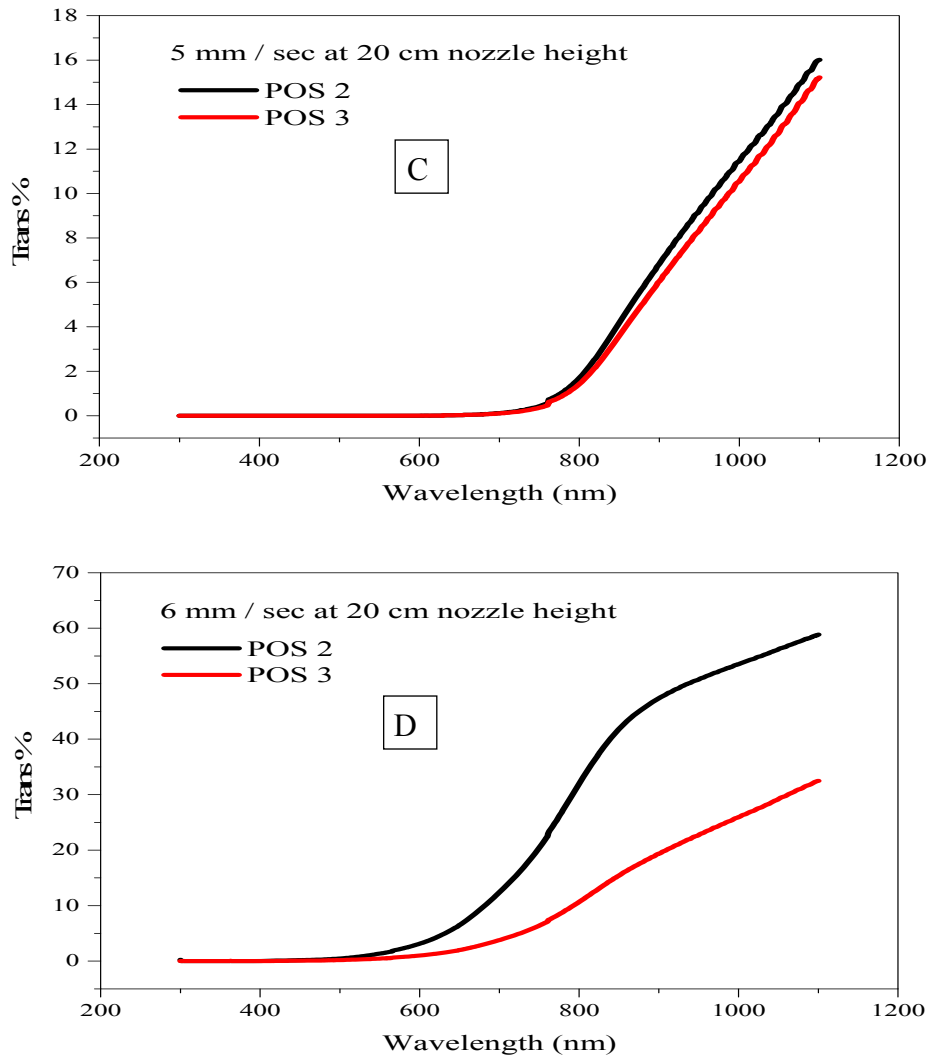 18
16
14
12
10
8
6
4
2
0
Trans%
5 mm / sec at 20 cm nozzle height
POS 2
POS 3
C
200 400 600 800 1000 1200
Wavelength (nm)
70
60
50
40
30
20
10
0
Trans%
6 mm / sec at 20 cm nozzle height
POS 2
POS 3
D
200 400 600 800 1000 1200
Wavelength (nm)